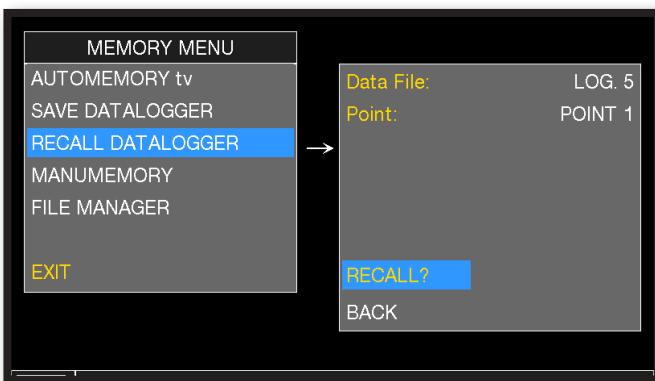 MEMORY MENU
AUTOMEMORY tv
SAVE DATALOGGER
RECALL DATALOGGER
MANUMEMORY
FILE MANAGER
EXIT
→
Data File: LOG. 5
Point: POINT 1
RECALL?
BACK